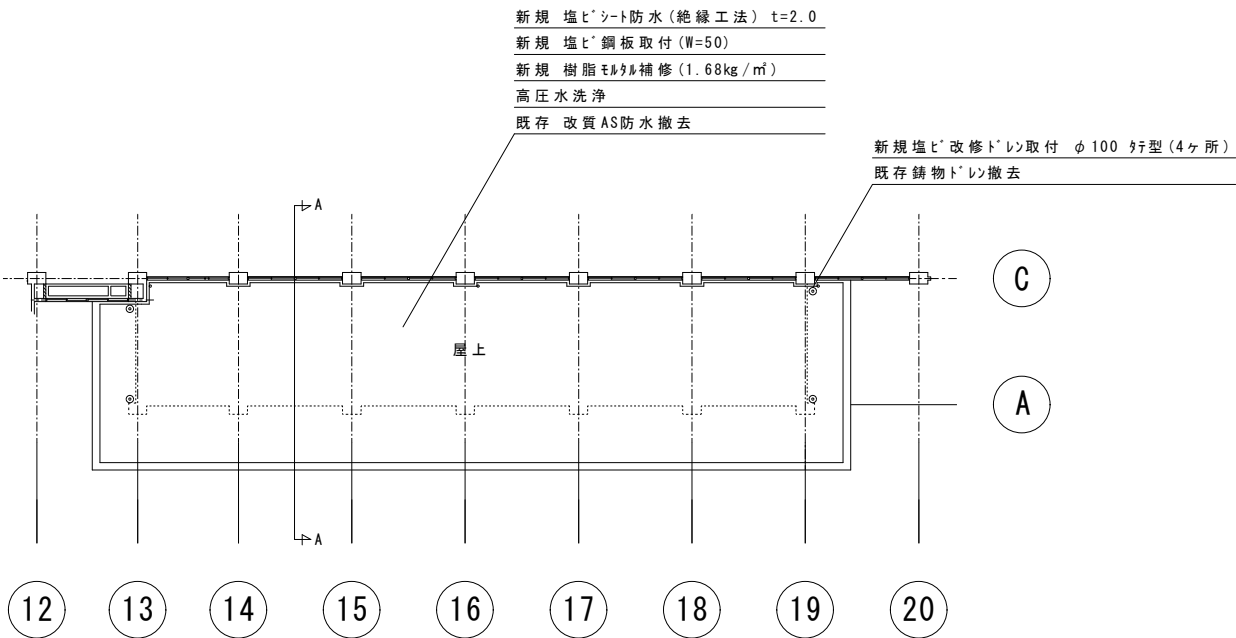 新規 塩ﾋﾞｼｰﾄ防水(絶縁工法) t=2.0
新規 塩ﾋﾞ鋼板取付(W=50)
新規 樹脂ﾓﾙﾀﾙ補修(1.68kg/㎡)
高圧水洗浄
既存 改質AS防水撤去
新規塩ﾋﾞ改修ﾄﾞﾚﾝ取付 φ100 ﾀﾃ型(4ヶ所)
既存鋳物ﾄﾞﾚﾝ撤去
A
C
屋上
A
A
12 13 14 15 16 17 18 19 20